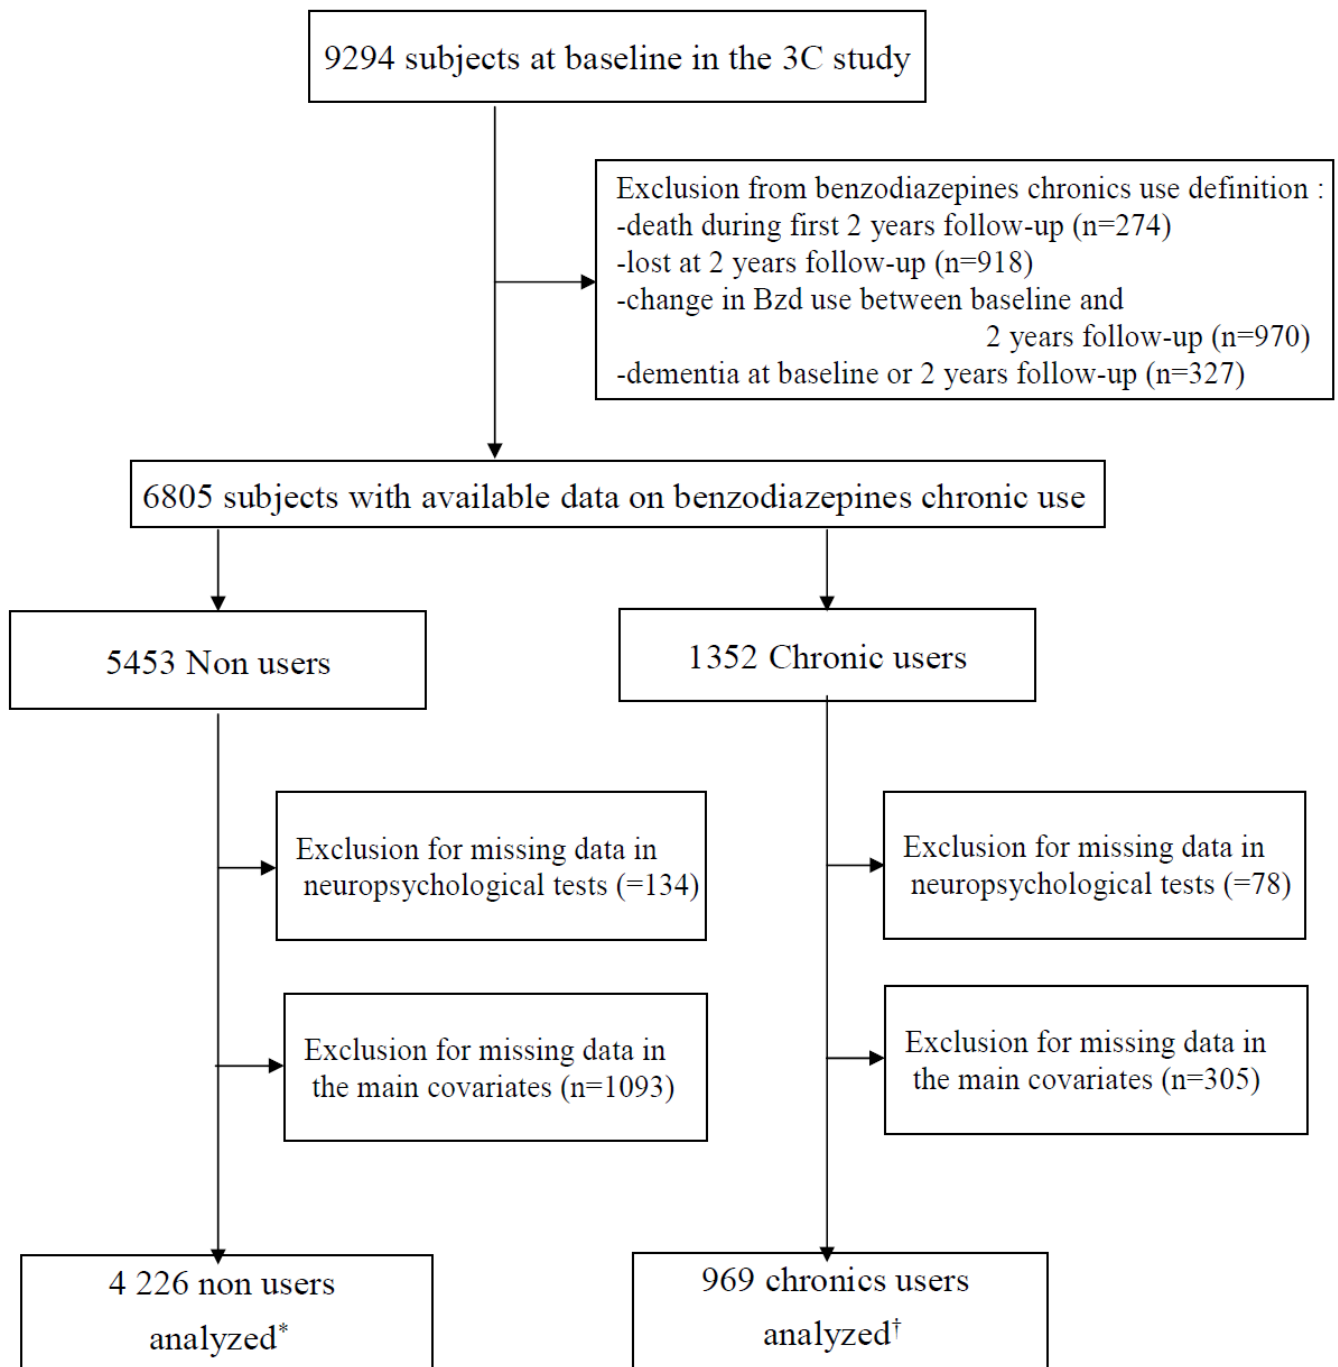 9294 subjects at baseline in the 3C study
Exclusion from benzodiazepines chronics use definition :
-death during first 2 years follow-up (n=274)
-lost at 2 years follow-up (n=918)
-change in Bzd use between baseline and
2 years follow-up (n=970)
-dementia at baseline or 2 years follow-up (n=327)
6805 subjects with available data on benzodiazepines chronic use
5453 Non users
1352 Chronic users
Exclusion for missing data in
neuropsychological tests (=134)
Exclusion for missing data in
neuropsychological tests (=78)
Exclusion for missing data in
the main covariates (n=1093)
Exclusion for missing data in
the main covariates (n=305)
4 226 non users
analyzed*
969 chronics users
analyzed†